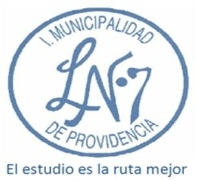 I. MUNICIPALIDAD
LN·7
DE PROVIDENCIA
El estudio es la ruta mejor